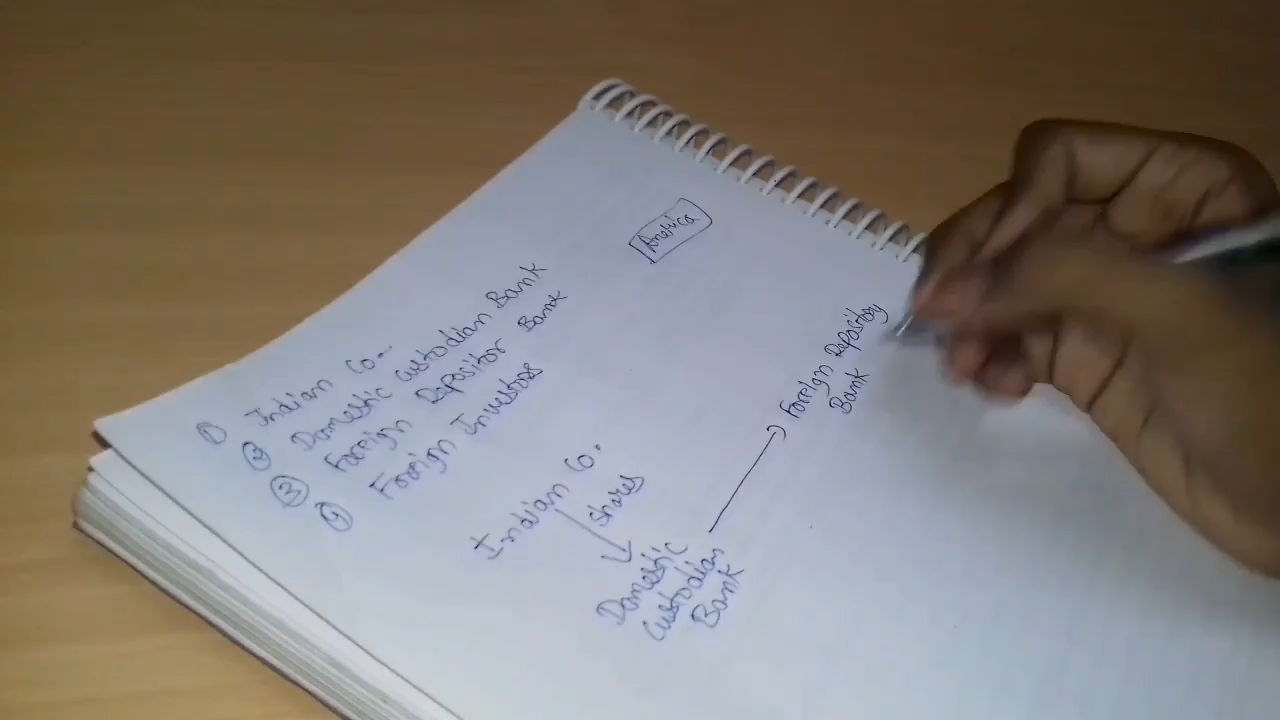 America
① Indian Co...
② Domestic Custodian Bank
③ Foreign Depositor Bank
④ Foreign Investors
Indian Co.
Shares
Domestic
Custodian
Bank
Foreign Depository
Bank